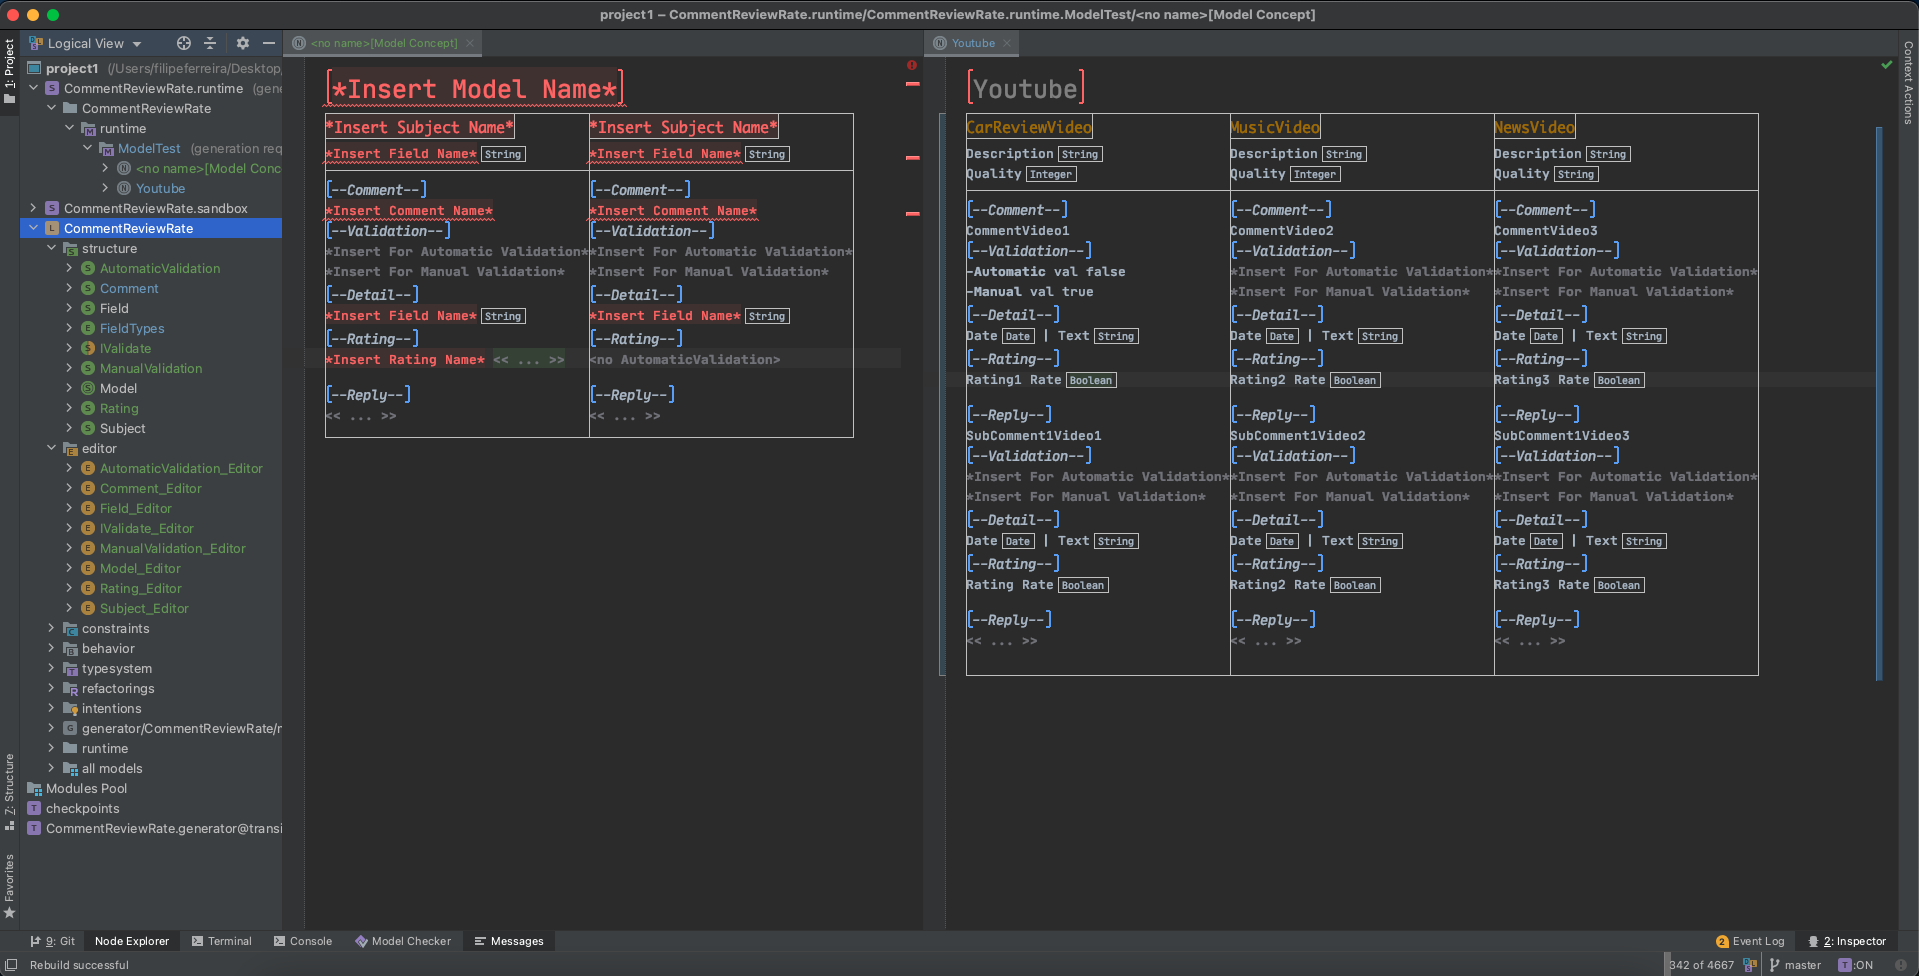 project1 – CommentReviewRate.runtime/CommentReviewRate.runtime.ModelTest/<no name>[Model Concept]
1: Project
Logical View
project1 (/Users/filipeferreira/Desktop,
CommentReviewRate.runtime (gene
CommentReviewRate
runtime
ModelTest (generation req
<no name>[Model Conc
Youtube
CommentReviewRate.sandbox
CommentReviewRate
structure
AutomaticValidation
Comment
Field
FieldTypes
IValidate
ManualValidation
Model
Rating
Subject
editor
AutomaticValidation_Editor
Comment_Editor
Field_Editor
IValidate_Editor
ManualValidation_Editor
Model_Editor
Rating_Editor
Subject_Editor
constraints
behavior
typesystem
refactorings
intentions
generator/CommentReviewRate/r
runtime
all models
Modules Pool
checkpoints
CommentReviewRate.generator@transi
Z: Structure
Favorites
<no name>[Model Concept]
[*Insert Model Name*]
*Insert Subject Name* *Insert Subject Name*
*Insert Field Name* String *Insert Field Name* String
[--Comment--] [--Comment--]
*Insert Comment Name* *Insert Comment Name*
[--Validation--] [--Validation--]
*Insert For Automatic Validation* *Insert For Automatic Validation*
*Insert For Manual Validation* *Insert For Manual Validation*
[--Detail--] [--Detail--]
*Insert Field Name* String *Insert Field Name* String
[--Rating--] [--Rating--]
*Insert Rating Name* << ... >> <no AutomaticValidation>
[--Reply--] [--Reply--]
<< ... >> << ... >>
Youtube
[Youtube]
CarReviewVideo MusicVideo NewsVideo
Description String Description String Description String
Quality Integer Quality Integer Quality String
[--Comment--] [--Comment--] [--Comment--]
CommentVideo1 CommentVideo2 CommentVideo3
[--Validation--] [--Validation--] [--Validation--]
-Automatic val false *Insert For Automatic Validation* *Insert For Automatic Validation*
-Manual val true *Insert For Manual Validation* *Insert For Manual Validation*
[--Detail--] [--Detail--] [--Detail--]
Date Date | Text String Date Date | Text String Date Date | Text String
[--Rating--] [--Rating--] [--Rating--]
Rating1 Rate Boolean Rating2 Rate Boolean Rating3 Rate Boolean
[--Reply--] [--Reply--] [--Reply--]
SubComment1Video1 SubComment1Video2 SubComment1Video3
[--Validation--] [--Validation--] [--Validation--]
*Insert For Automatic Validation* *Insert For Automatic Validation* *Insert For Automatic Validation*
*Insert For Manual Validation* *Insert For Manual Validation* *Insert For Manual Validation*
[--Detail--] [--Detail--] [--Detail--]
Date Date | Text String Date Date | Text String Date Date | Text String
[--Rating--] [--Rating--] [--Rating--]
Rating Rate Boolean Rating2 Rate Boolean Rating3 Rate Boolean
[--Reply--] [--Reply--] [--Reply--]
<< ... >> << ... >> << ... >>
Context Actions
9: Git Node Explorer Terminal Console Model Checker Messages 2 Event Log 2: Inspector
Rebuild successful 342 of 4667 master T :ON